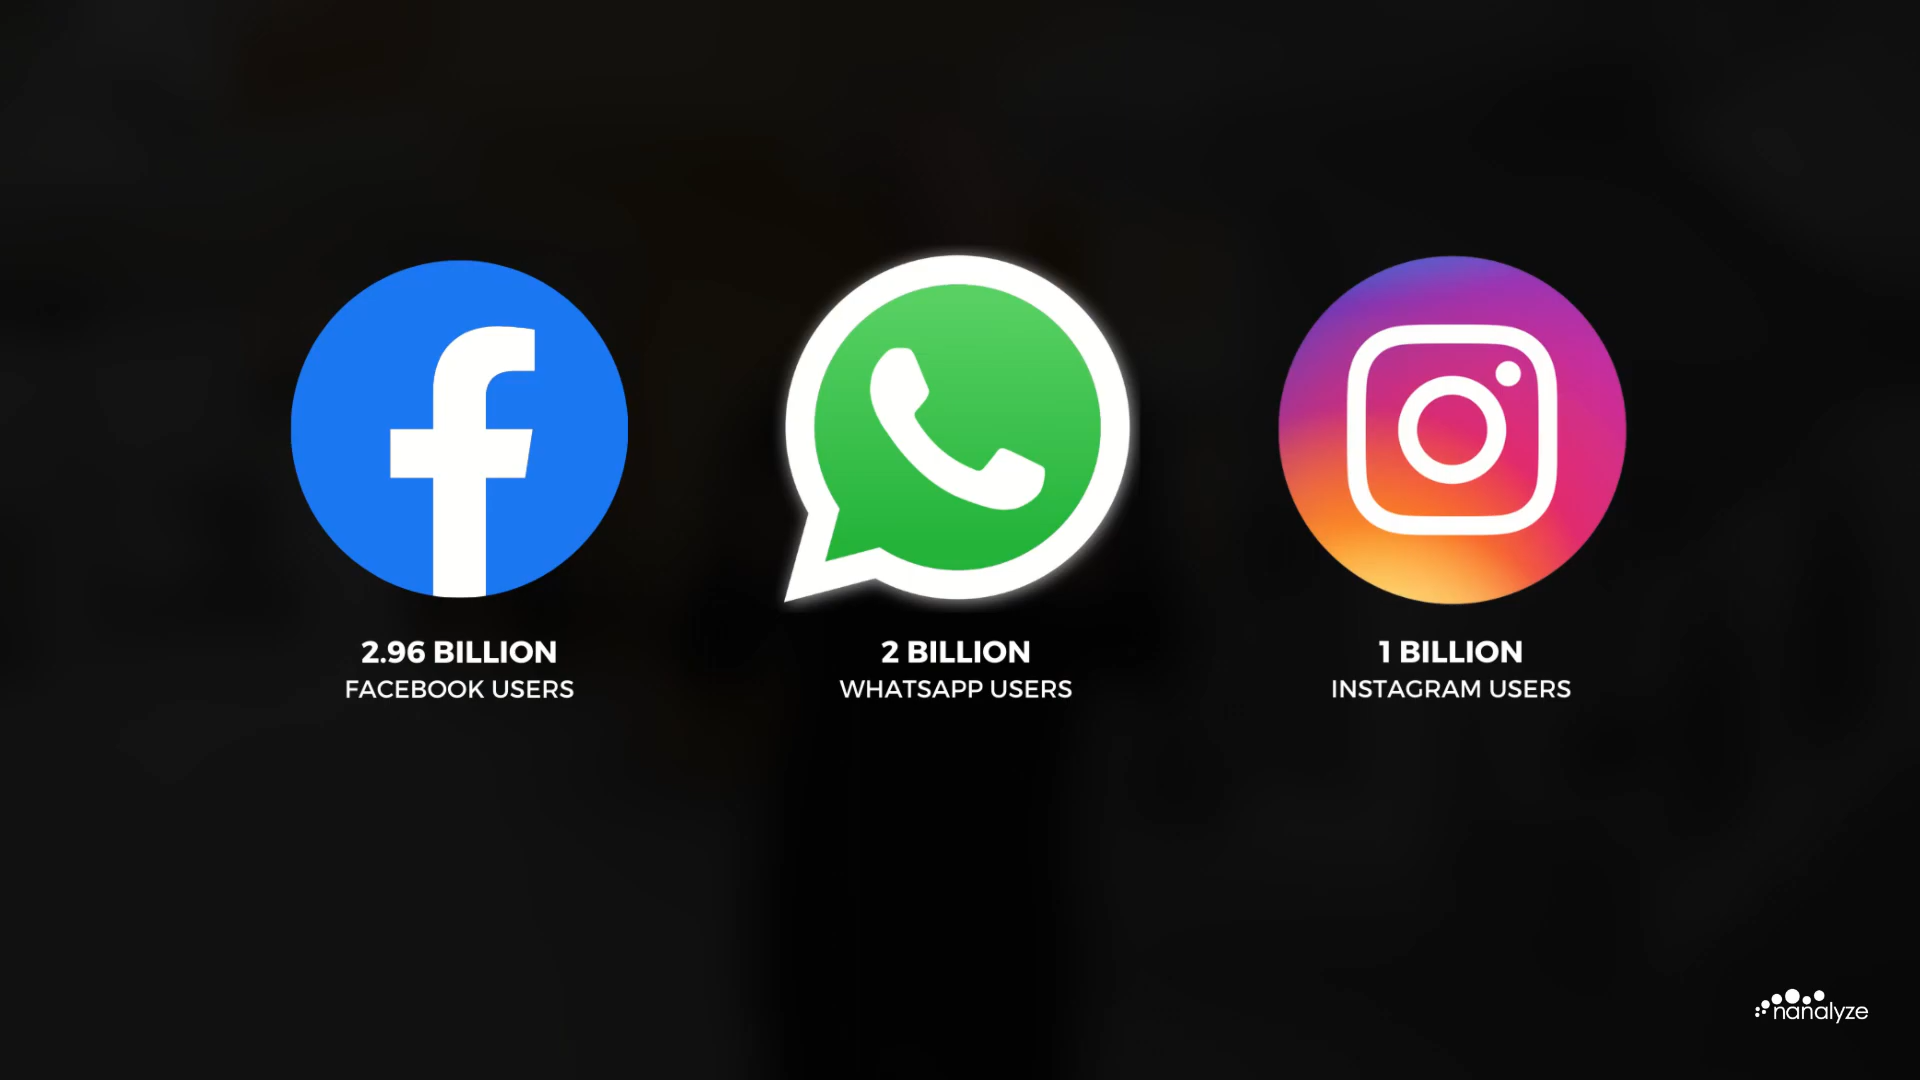 2.96 BILLION
FACEBOOK USERS
2 BILLION
WHATSAPP USERS
1 BILLION
INSTAGRAM USERS
nanalyze